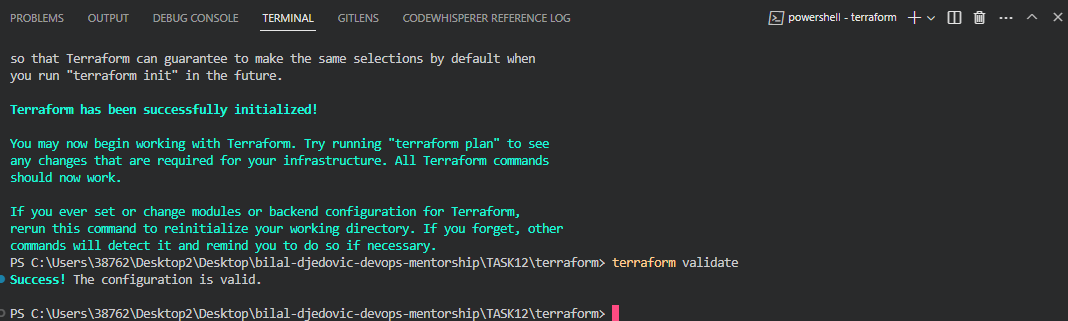 PROBLEMS OUTPUT DEBUG CONSOLE TERMINAL GITLENS CODEWHISPERER REFERENCE LOG powershell - terraform
so that Terraform can guarantee to make the same selections by default when
you run "terraform init" in the future.
Terraform has been successfully initialized!
You may now begin working with Terraform. Try running "terraform plan" to see
any changes that are required for your infrastructure. All Terraform commands
should now work.
If you ever set or change modules or backend configuration for Terraform,
rerun this command to reinitialize your working directory. If you forget, other
commands will detect it and remind you to do so if necessary.
PS C:\Users\38762\Desktop2\Desktop\bilal-djedovic-devops-mentorship\TASK12\terraform> terraform validate
Success! The configuration is valid.
PS C:\Users\38762\Desktop2\Desktop\bilal-djedovic-devops-mentorship\TASK12\terraform>